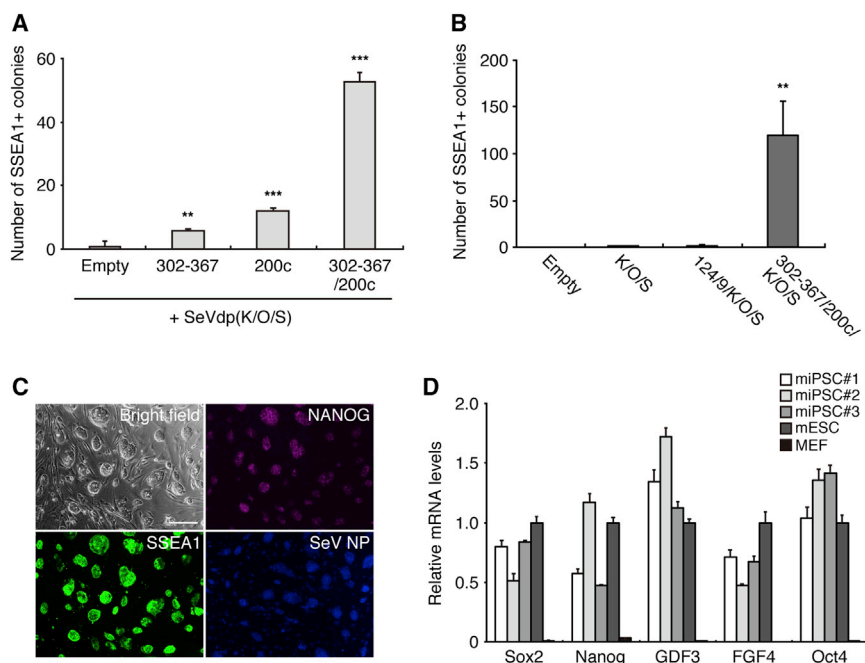 A
Number of SSEA1+ colonies
60
40
20
0
**
***
***
Empty
302-367
200c
302-367
/200c
+ SeVdp(K/O/S)
B
Number of SSEA1+ colonies
200
150
100
50
0
**
Empty
K/O/S
124/9/K/O/S
302-367/200c/
K/O/S
C
Bright field
NANOG
SSEA1
SeV NP
D
miPSC#1
miPSC#2
miPSC#3
mESC
MEF
Relative mRNA levels
2.0
1.5
1.0
0.5
0
Sox2
Nanog
GDF3
FGF4
Oct4